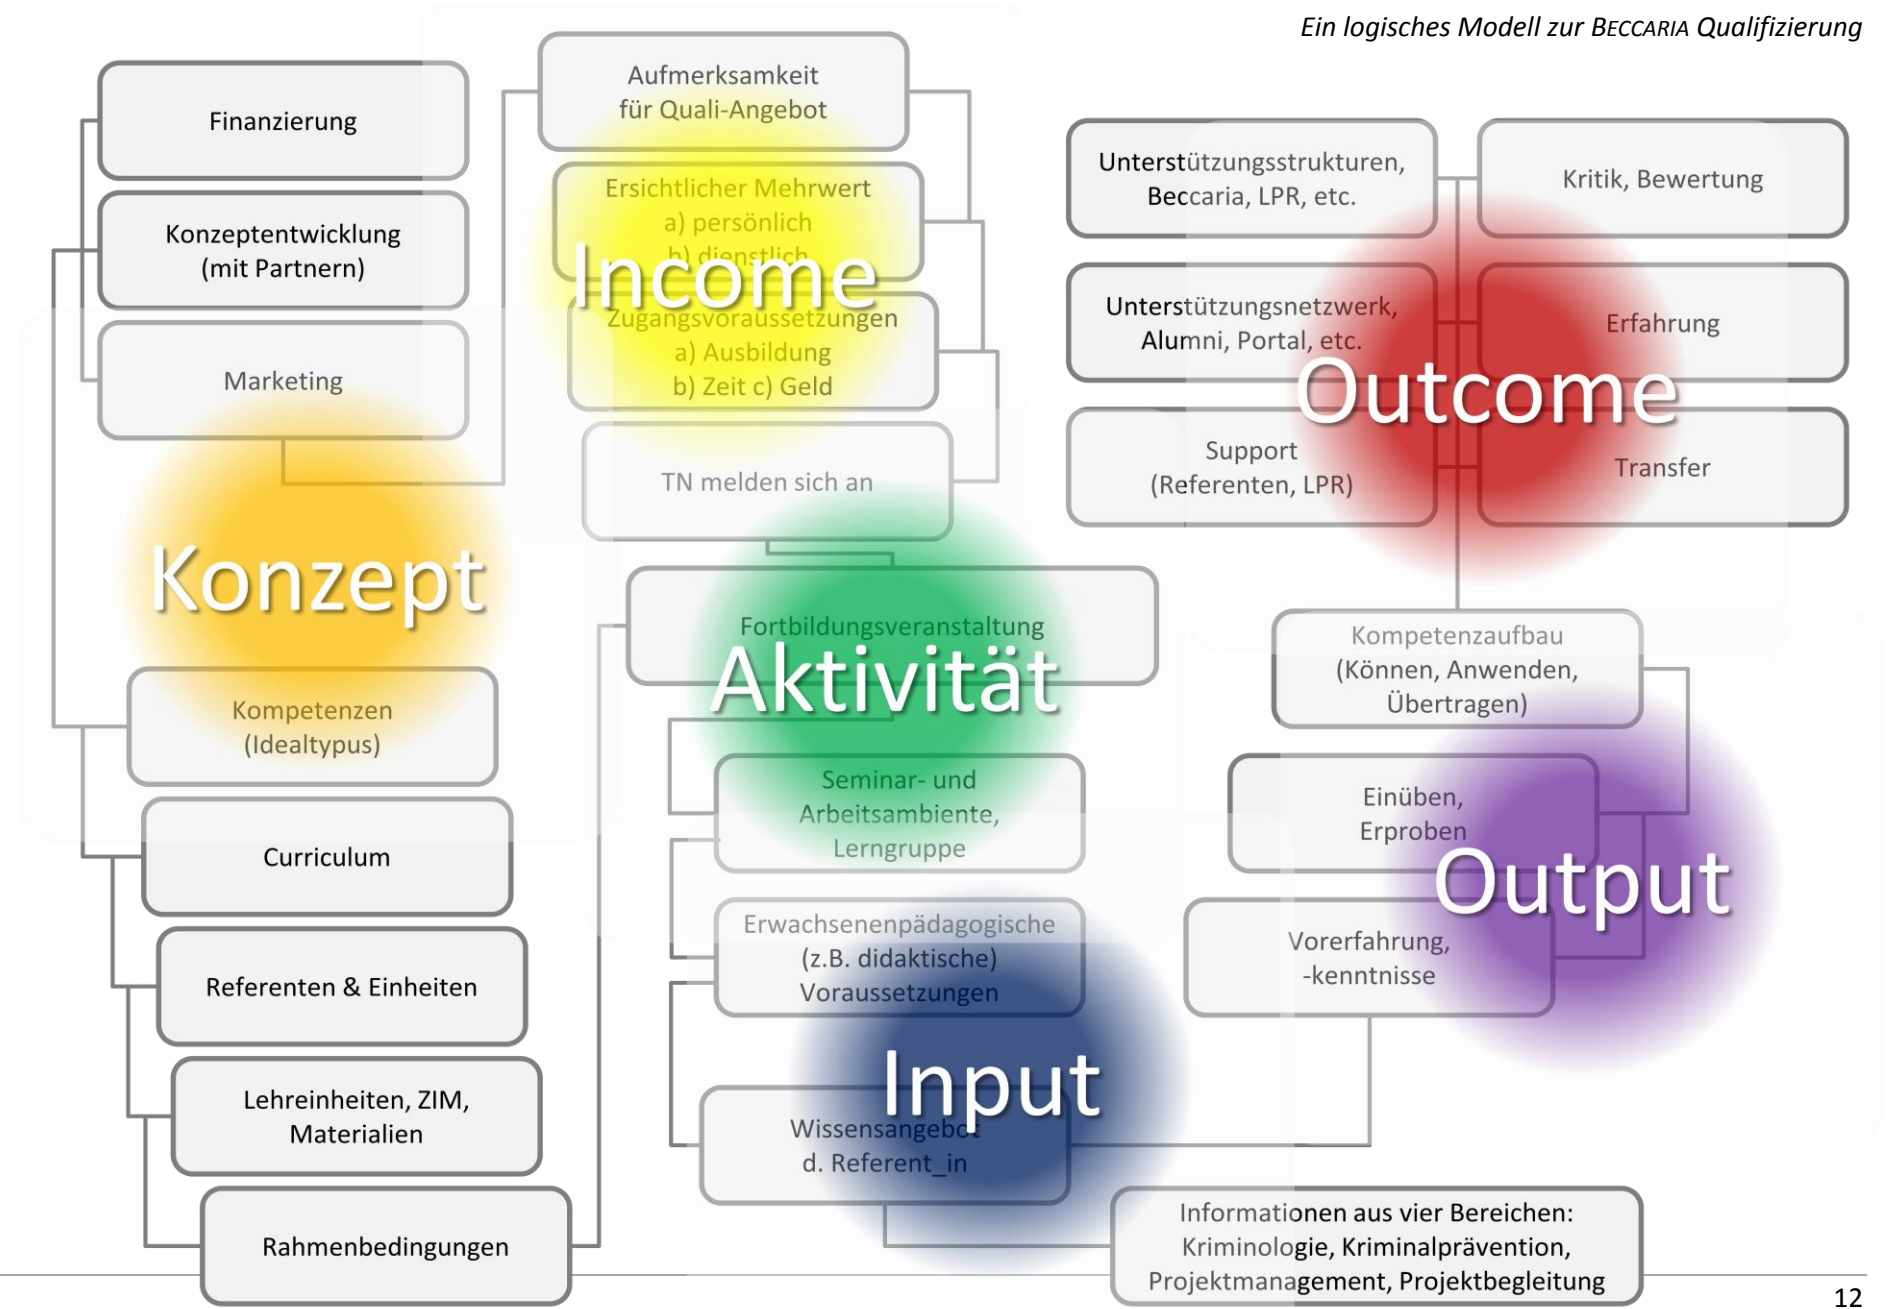 Ein logisches Modell zur BECCARIA Qualifizierung
Finanzierung
Konzeptentwicklung
(mit Partnern)
Marketing
Konzept
Kompetenzen
(Idealtypus)
Curriculum
Referenten & Einheiten
Lehreinheiten, ZIM,
Materialien
Rahmenbedingungen
Aufmerksamkeit
für Quali-Angebot
Ersichtlicher Mehrwert
a) persönlich
b) dienstlich
Income
Zugangsvoraussetzungen
a) Ausbildung
b) Zeit c) Geld
TN melden sich an
Fortbildungsveranstaltung
Aktivität
Seminar- und
Arbeitsambiente,
Lerngruppe
Erwachsenenpädagogische
(z.B. didaktische)
Voraussetzungen
Input
Wissensangebot
d. Referent_in
Informationen aus vier Bereichen:
Kriminologie, Kriminalprävention,
Projektmanagement, Projektbegleitung
Unterstützungsstrukturen,
Beccaria, LPR, etc.
Kritik, Bewertung
Unterstützungsnetzwerk,
Alumni, Portal, etc.
Erfahrung
Outcome
Support
(Referenten, LPR)
Transfer
Kompetenzaufbau
(Können, Anwenden,
Übertragen)
Einüben,
Erproben
Output
Vorerfahrung,
-kenntnisse
12